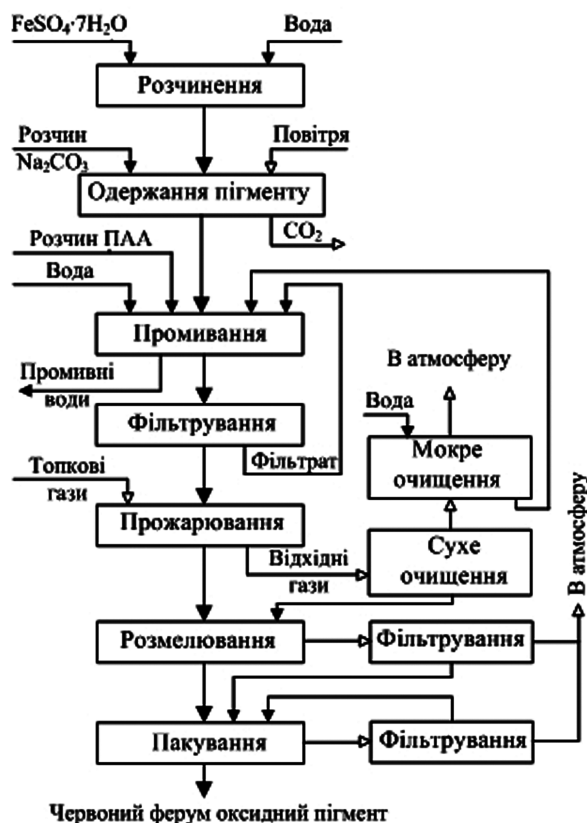 FeSO₄·7H₂O
Вода
Розчинення
Розчин
Na₂CO₃
Повітря
Одержання пігменту
CO₂
Розчин ПАА
Вода
Промивання
Промивні
води
В атмосферу
Вода
Фільтрування
Фільтрат
Мокре
очищення
Топкові
гази
Прожарювання
Відхідні
гази
Сухе
очищення
В атмосферу
Розмелювання
Фільтрування
Пакування
Фільтрування
Червоний ферум оксидний пігмент